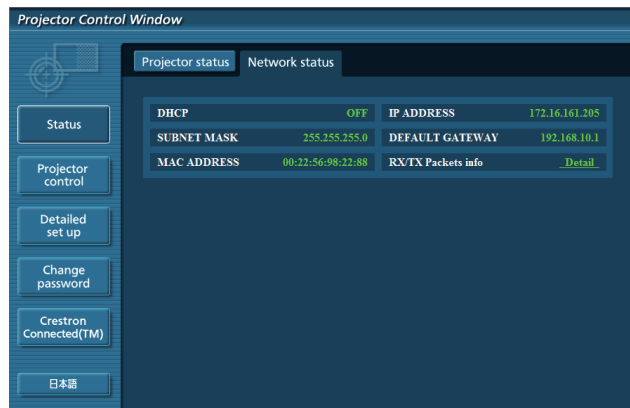 Projector Control Window
Projector status Network status
Status
Projector
control
Detailed
set up
Change
password
Crestron
Connected(TM)
日本語
DHCP OFF IP ADDRESS 172.16.161.205
SUBNET MASK 255.255.255.0 DEFAULT GATEWAY 192.168.10.1
MAC ADDRESS 00:22:56:98:22:88 RX/TX Packets info Detail